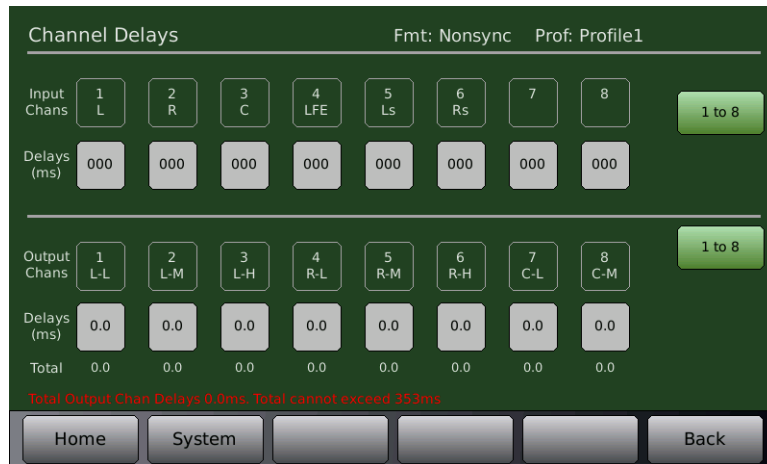 Channel Delays Fmt: Nonsync Prof: Profile1
Input Chans 1 L 2 R 3 C 4 LFE 5 Ls 6 Rs 7 8 1 to 8
Delays (ms) 000 000 000 000 000 000 000 000
Output Chans 1 L-L 2 L-M 3 L-H 4 R-L 5 R-M 6 R-H 7 C-L 8 C-M 1 to 8
Delays (ms) 0.0 0.0 0.0 0.0 0.0 0.0 0.0 0.0
Total 0.0 0.0 0.0 0.0 0.0 0.0 0.0 0.0
Total Output Chan Delays 0.0ms. Total cannot exceed 353ms
Home System Back